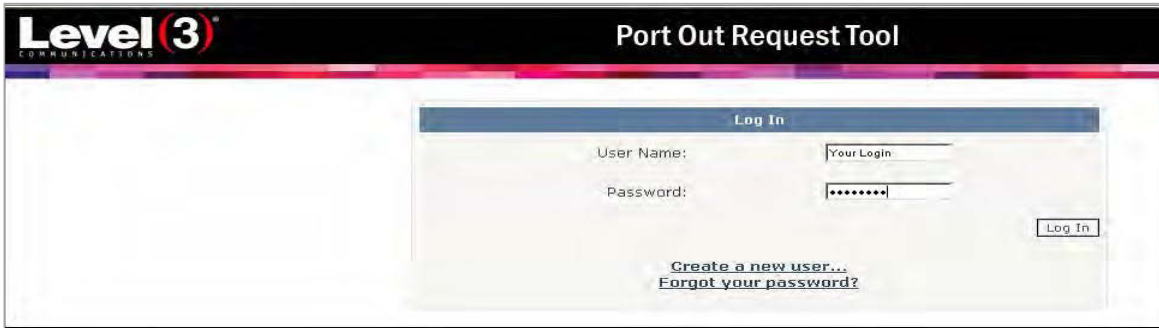 Level(3)®
COMMUNICATIONS
Port Out Request Tool
Log In
User Name: Your Login
Password: ••••••••
Log In
Create a new user...
Forgot your password?